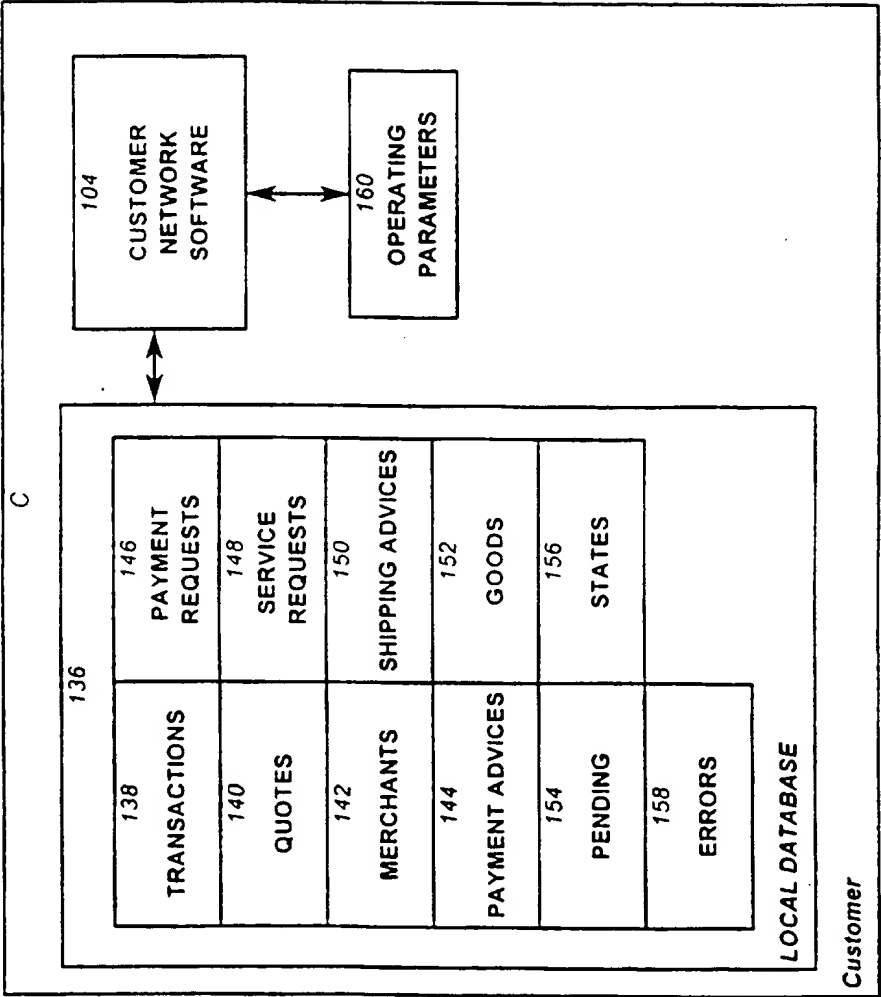 C
136
138
TRANSACTIONS
146
PAYMENT
REQUESTS
140
QUOTES
148
SERVICE
REQUESTS
142
MERCHANTS
150
SHIPPING ADVICES
144
PAYMENT ADVICES
152
GOODS
154
PENDING
156
STATES
158
ERRORS
LOCAL DATABASE
104
CUSTOMER
NETWORK
SOFTWARE
160
OPERATING
PARAMETERS
Customer